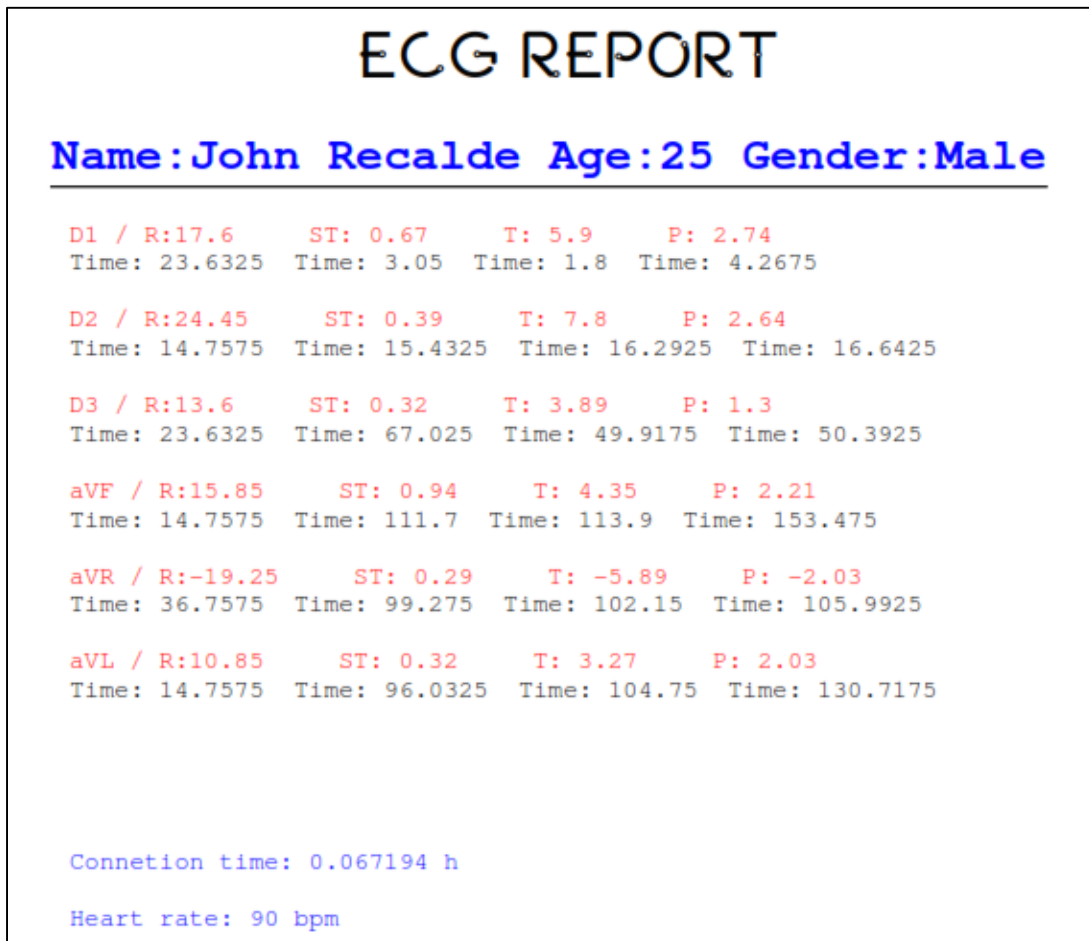 ECG REPORT
Name:John Recalde Age:25 Gender:Male
D1 / R:17.6 ST: 0.67 T: 5.9 P: 2.74
Time: 23.6325 Time: 3.05 Time: 1.8 Time: 4.2675
D2 / R:24.45 ST: 0.39 T: 7.8 P: 2.64
Time: 14.7575 Time: 15.4325 Time: 16.2925 Time: 16.6425
D3 / R:13.6 ST: 0.32 T: 3.89 P: 1.3
Time: 23.6325 Time: 67.025 Time: 49.9175 Time: 50.3925
aVF / R:15.85 ST: 0.94 T: 4.35 P: 2.21
Time: 14.7575 Time: 111.7 Time: 113.9 Time: 153.475
aVR / R:-19.25 ST: 0.29 T: -5.89 P: -2.03
Time: 36.7575 Time: 99.275 Time: 102.15 Time: 105.9925
aVL / R:10.85 ST: 0.32 T: 3.27 P: 2.03
Time: 14.7575 Time: 96.0325 Time: 104.75 Time: 130.7175
Connetion time: 0.067194 h
Heart rate: 90 bpm